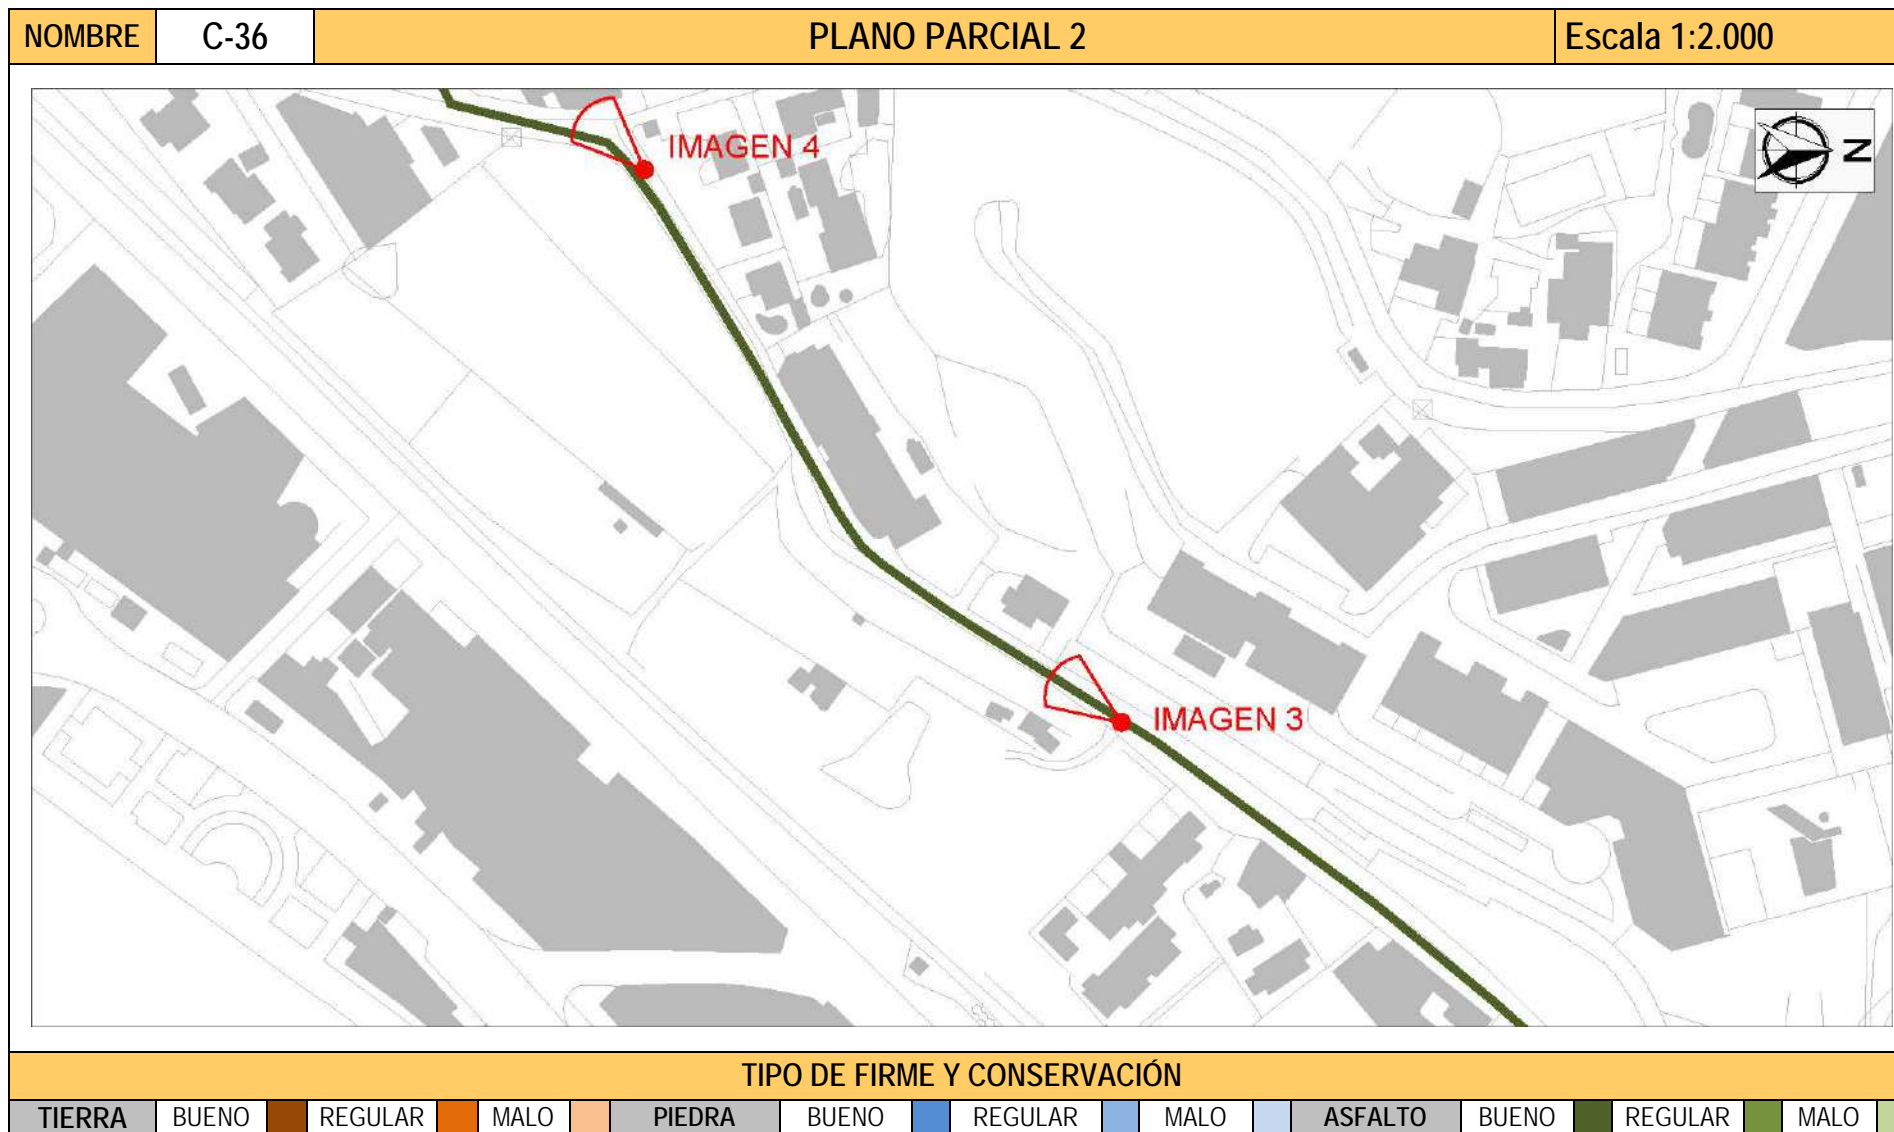 NOMBRE C-36 PLANO PARCIAL 2 Escala 1:2.000
IMAGEN 4
N
IMAGEN 3
TIPO DE FIRME Y CONSERVACIÓN
TIERRA BUENO REGULAR MALO PIEDRA BUENO REGULAR MALO ASFALTO BUENO REGULAR MALO